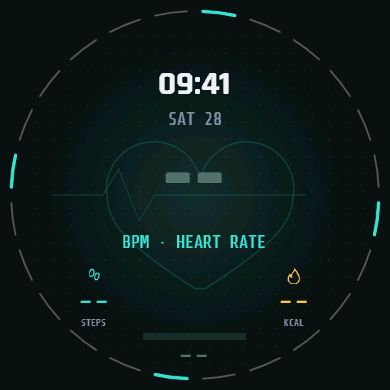 09:41
SAT 28
--
BPM · HEART RATE
-- --
STEPS KCAL
--